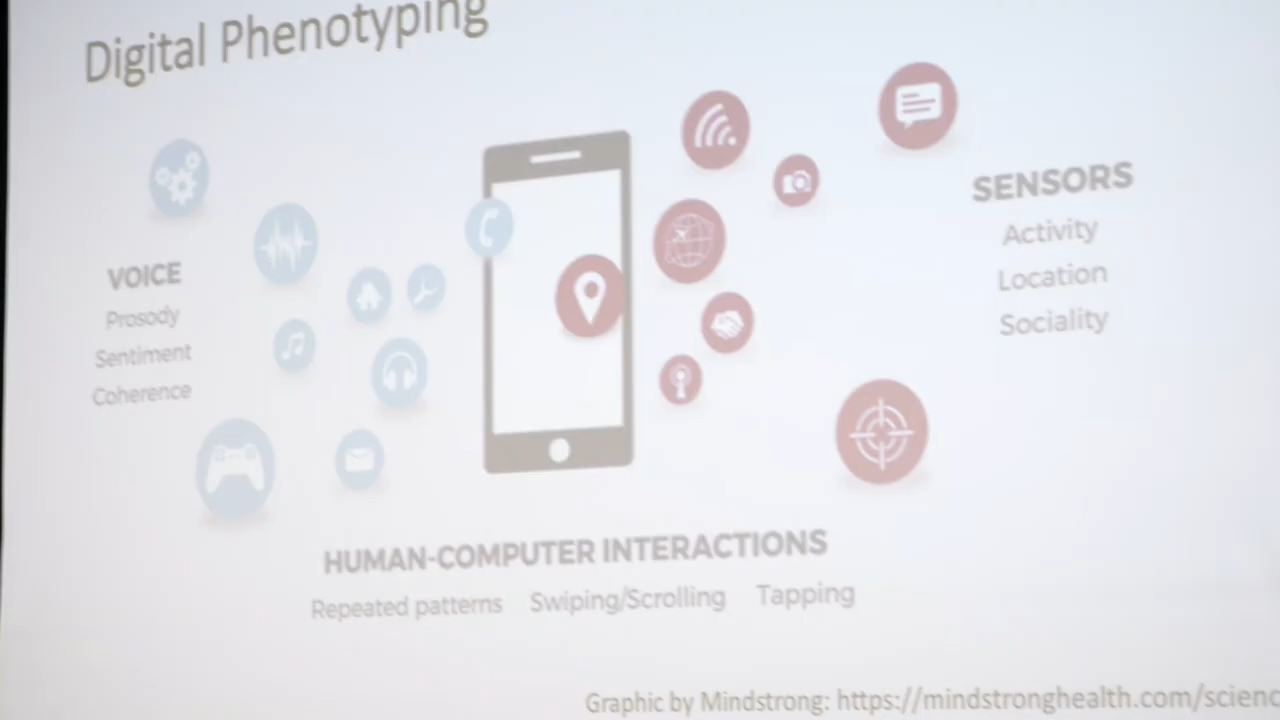 Digital Phenotyping
VOICE
Prosody
Sentiment
Coherence
SENSORS
Activity
Location
Sociality
HUMAN-COMPUTER INTERACTIONS
Repeated patterns Swiping/Scrolling Tapping
Graphic by Mindstrong: https://mindstronghealth.com/scienc